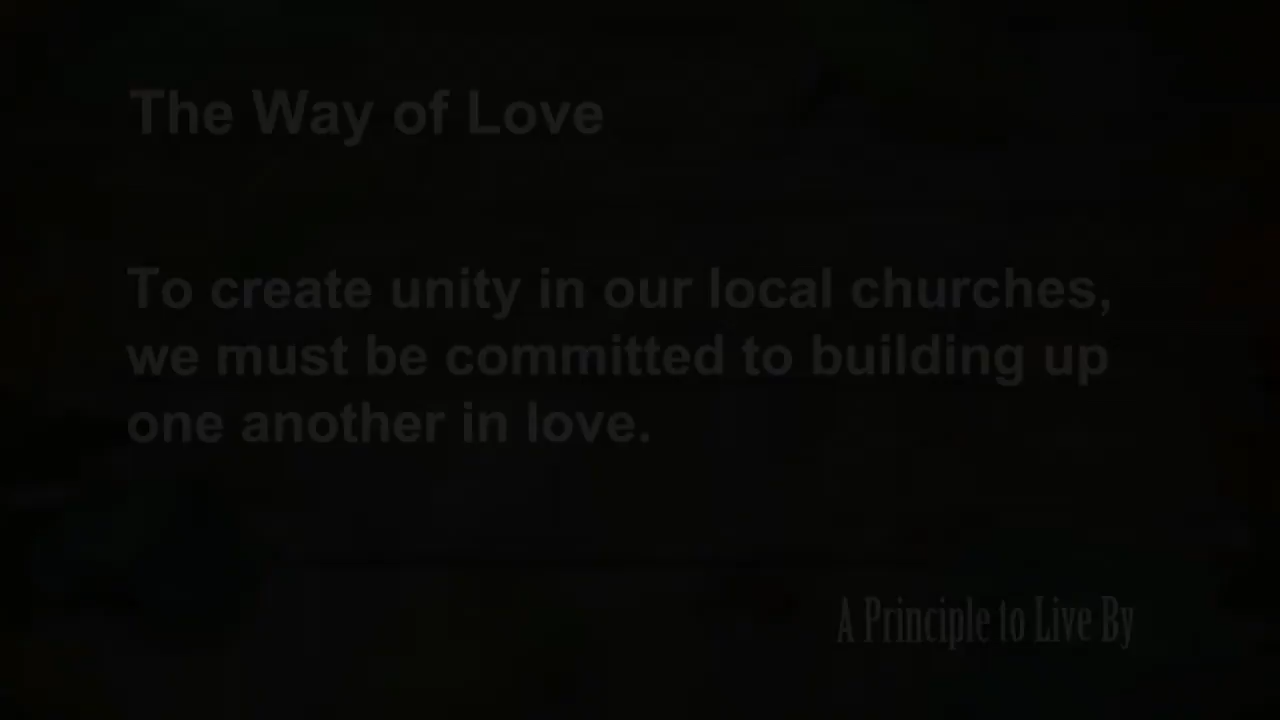 The Way of Love
To create unity in our local churches,
we must be committed to building up
one another in love.
A Principle to Live By